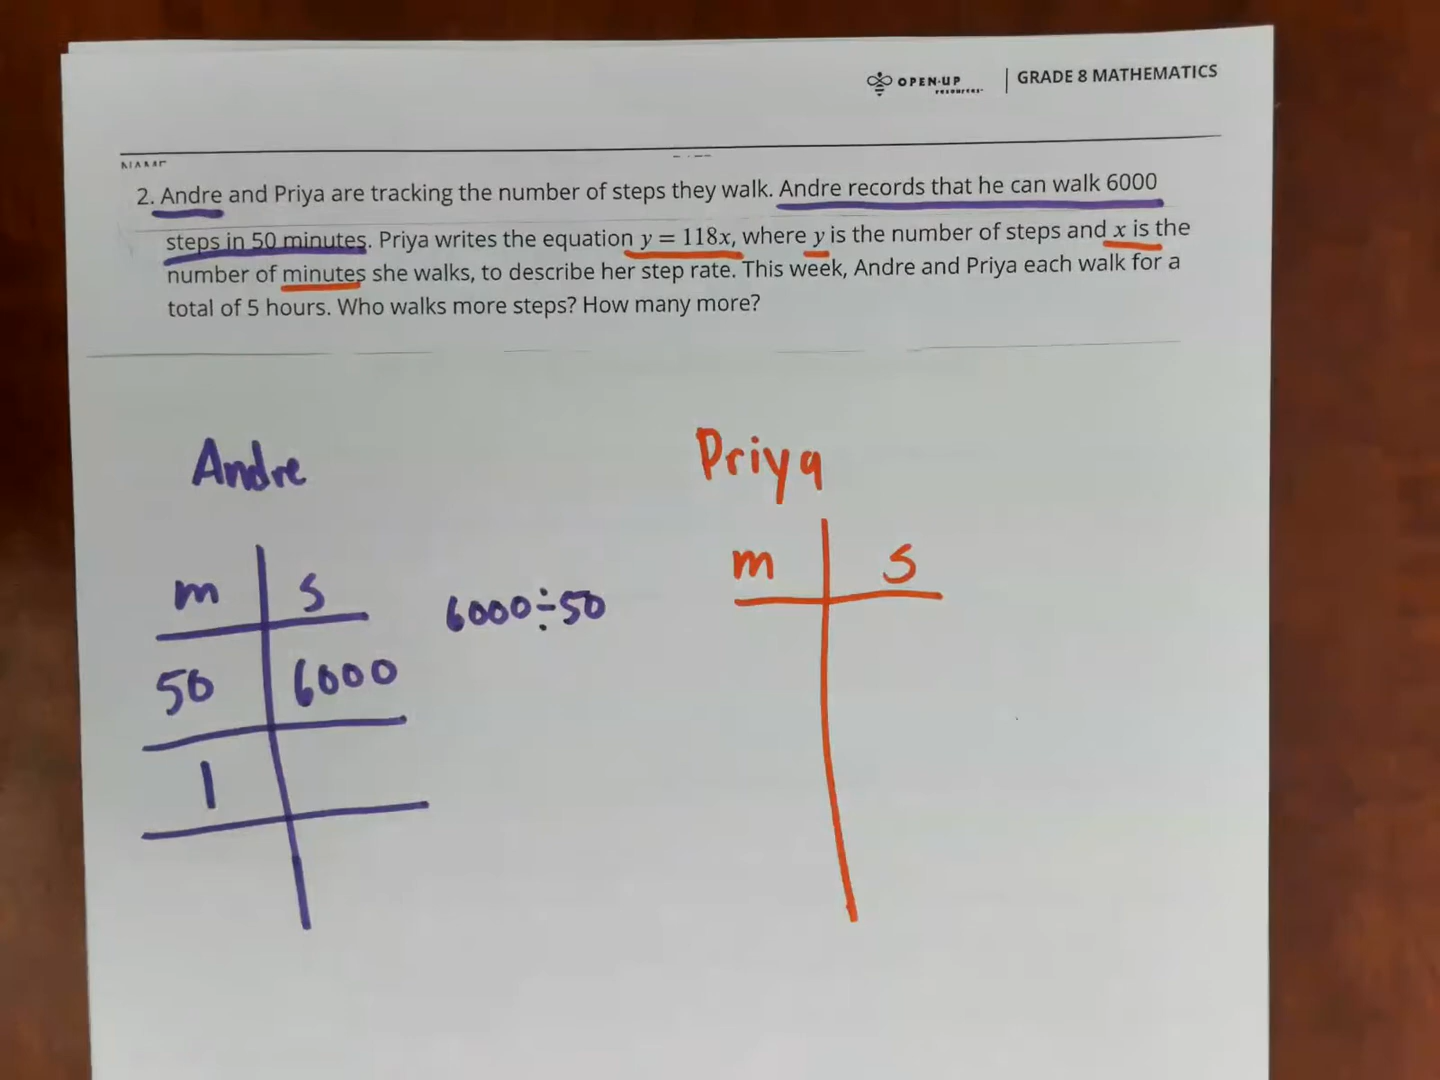 OPEN·UP resources | GRADE 8 MATHEMATICS
2. Andre and Priya are tracking the number of steps they walk. Andre records that he can walk 6000
steps in 50 minutes. Priya writes the equation y = 118x, where y is the number of steps and x is the
number of minutes she walks, to describe her step rate. This week, Andre and Priya each walk for a
total of 5 hours. Who walks more steps? How many more?
Andre
Priya
m s
6000÷50
50 6000
1
m s